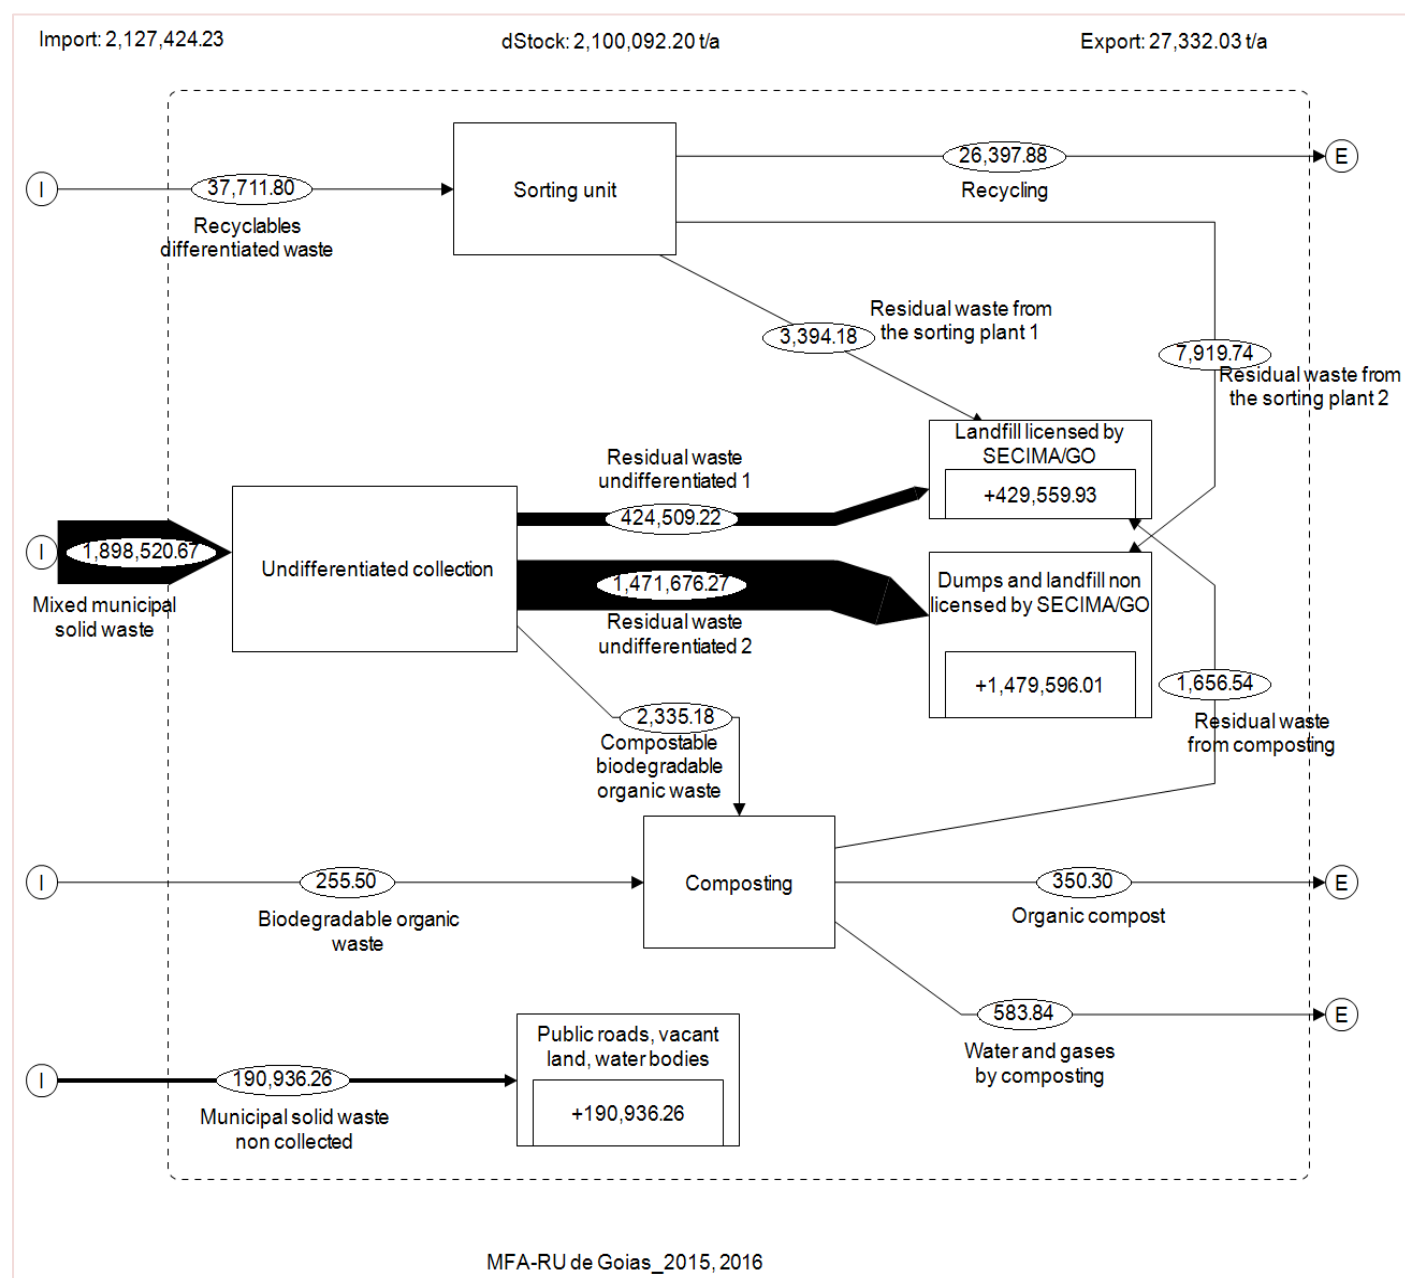 Import: 2,127,424.23
dStock: 2,100,092.20 t/a
Export: 27,332.03 t/a
I
37,711.80
Recyclables
differentiated waste
Sorting unit
26,397.88
Recycling
E
Residual waste from
the sorting plant 1
3,394.18
7,919.74
Residual waste from
the sorting plant 2
Landfill licensed by
SECIMA/GO
+429,559.93
Residual waste
undifferentiated 1
424,509.22
I
1,898,520.67
Mixed municipal
solid waste
Undifferentiated collection
1,471,676.27
Residual waste
undifferentiated 2
Dumps and landfill non
licensed by SECIMA/GO
+1,479,596.01
1,656.54
Residual waste
from composting
2,335.18
Compostable
biodegradable
organic waste
I
255.50
Biodegradable organic
waste
Composting
350.30
Organic compost
E
583.84
Water and gases
by composting
E
I
190,936.26
Municipal solid waste
non collected
Public roads, vacant
land, water bodies
+190,936.26
MFA-RU de Goias_2015, 2016